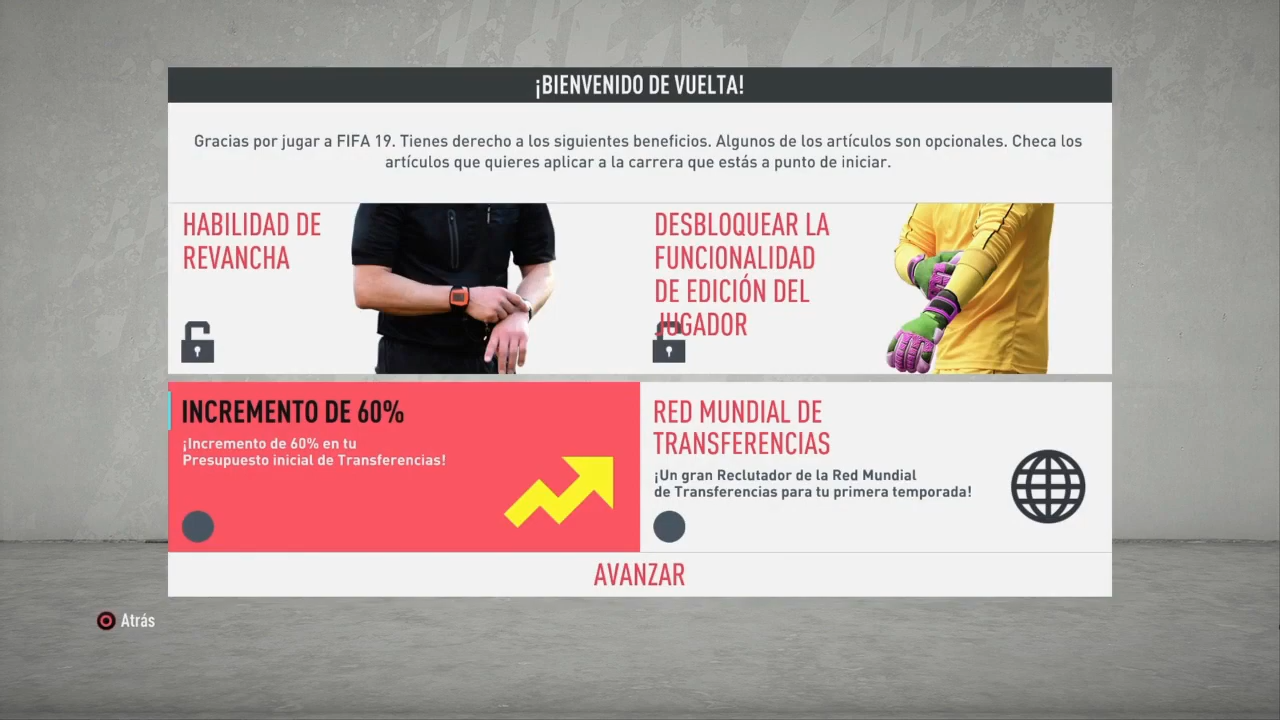 ¡BIENVENIDO DE VUELTA!
Gracias por jugar a FIFA 19. Tienes derecho a los siguientes beneficios. Algunos de los artículos son opcionales. Checa los
artículos que quieres aplicar a la carrera que estás a punto de iniciar.
HABILIDAD DE
REVANCHA
DESBLOQUEAR LA
FUNCIONALIDAD
DE EDICIÓN DEL
JUGADOR
INCREMENTO DE 60%
¡Incremento de 60% en tu
Presupuesto inicial de Transferencias!
RED MUNDIAL DE
TRANSFERENCIAS
¡Un gran Reclutador de la Red Mundial
de Transferencias para tu primera temporada!
AVANZAR
Atrás